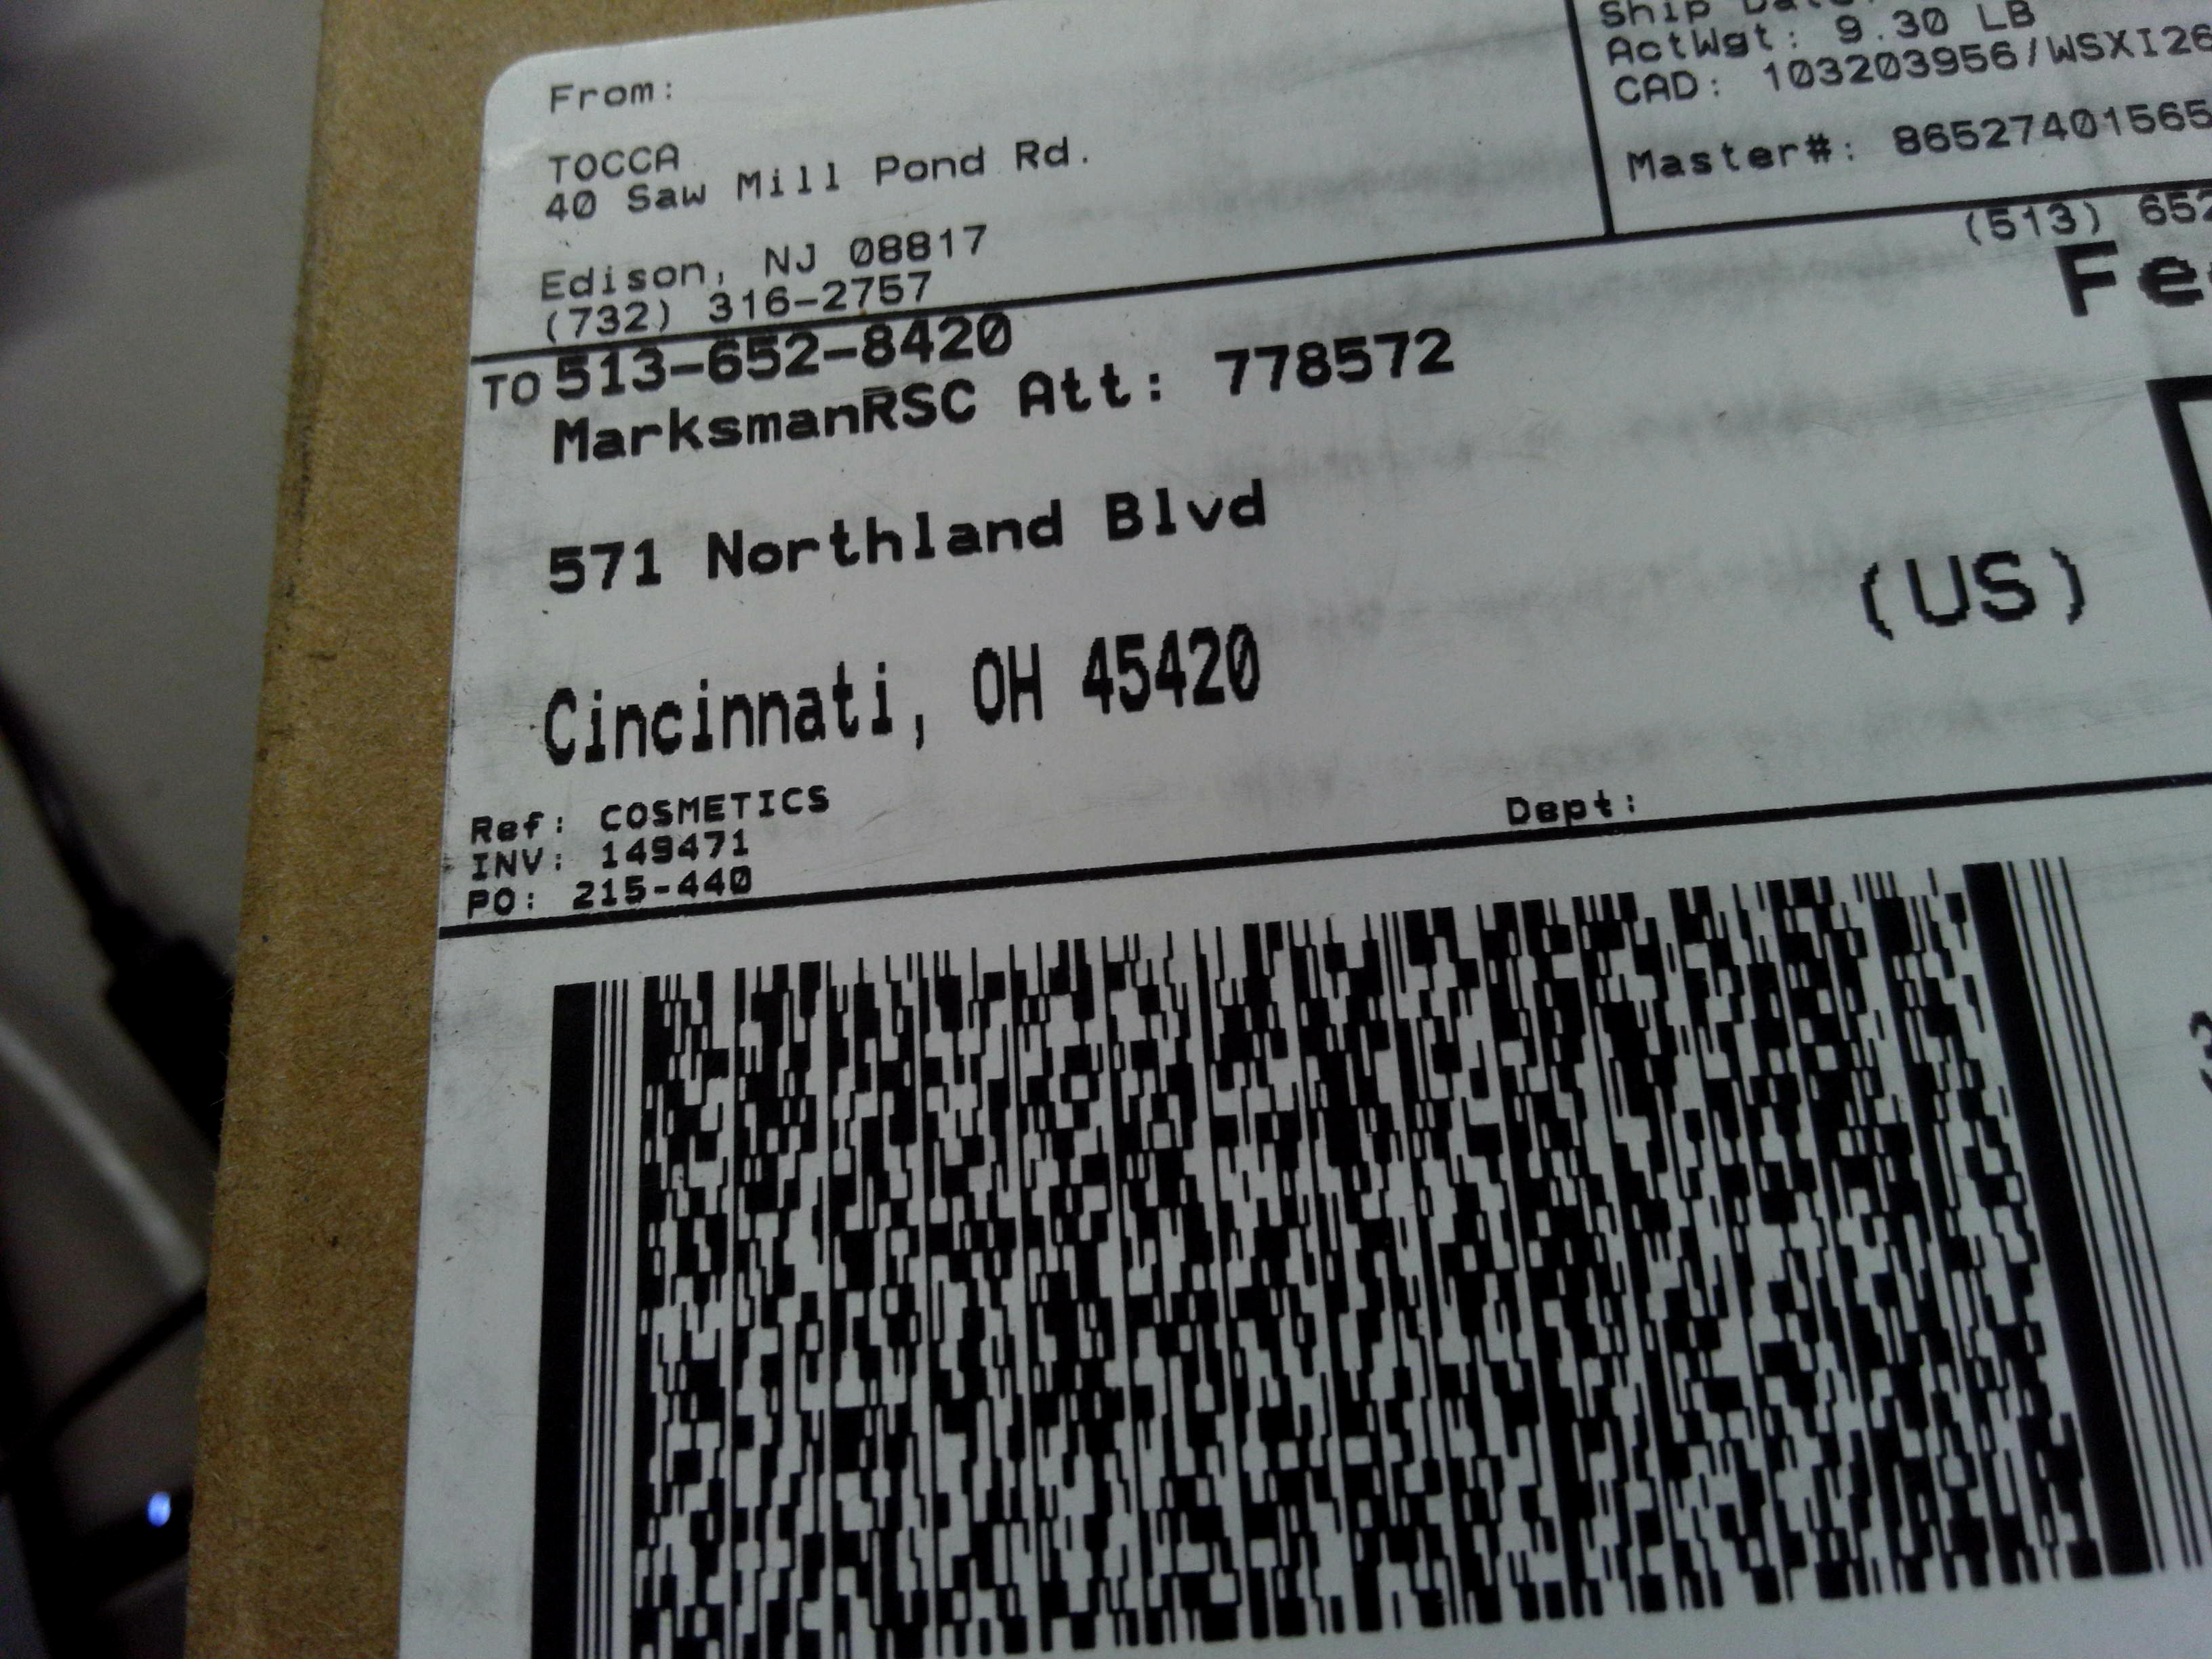 From:
TOCCA
40 Saw Mill Pond Rd.
Edison, NJ 08817
(732) 316-2757
ActWgt: 9.30 LB
CAD: 103203956/WSXI26
Master#: 86527401565
(513) 652
TO 513-652-8420
MarksmanRSC Att: 778572
571 Northland Blvd
Cincinnati, OH 45420
(US)
Ref: COSMETICS
INV: 149471
PO: 215-440
Dept: